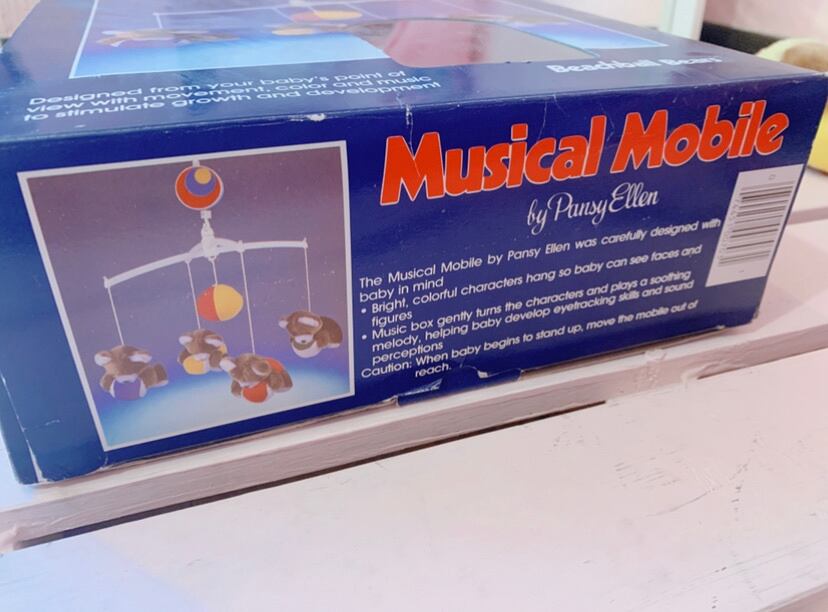 Designed from your baby's point of
view with movement, color and music
to stimulate growth and development
Beachball Bears
Musical Mobile
by Pansy Ellen
The Musical Mobile by Pansy Ellen was carefully designed with
baby in mind
• Bright, colorful characters hang so baby can see faces and
figures
• Music box gently turns the characters and plays a soothing
melody, helping baby develop eyetracking skills and sound
perceptions
Caution: When baby begins to stand up, move the mobile out of
reach.